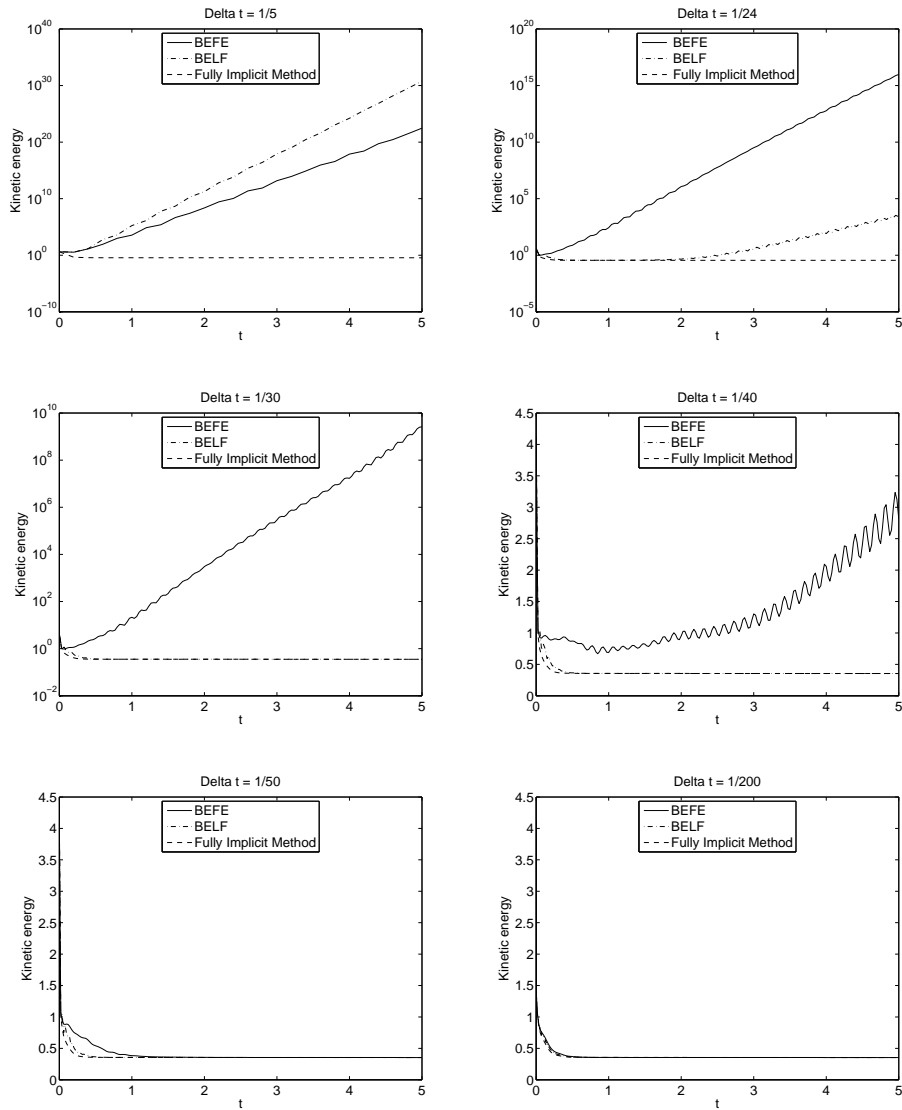 Delta t = 1/5
BEFE
BELF
Fully Implicit Method
Kinetic energy
10^40
10^30
10^20
10^10
10^0
10^−10
0 1 2 3 4 5
t
Delta t = 1/24
BEFE
BELF
Fully Implicit Method
Kinetic energy
10^20
10^15
10^10
10^5
10^0
10^−5
0 1 2 3 4 5
t
Delta t = 1/30
BEFE
BELF
Fully Implicit Method
Kinetic energy
10^10
10^8
10^6
10^4
10^2
10^0
10^−2
0 1 2 3 4 5
t
Delta t = 1/40
BEFE
BELF
Fully Implicit Method
Kinetic energy
4.5
4
3.5
3
2.5
2
1.5
1
0.5
0
0 1 2 3 4 5
t
Delta t = 1/50
BEFE
BELF
Fully Implicit Method
Kinetic energy
4.5
4
3.5
3
2.5
2
1.5
1
0.5
0
0 1 2 3 4 5
t
Delta t = 1/200
BEFE
BELF
Fully Implicit Method
Kinetic energy
4.5
4
3.5
3
2.5
2
1.5
1
0.5
0
0 1 2 3 4 5
t